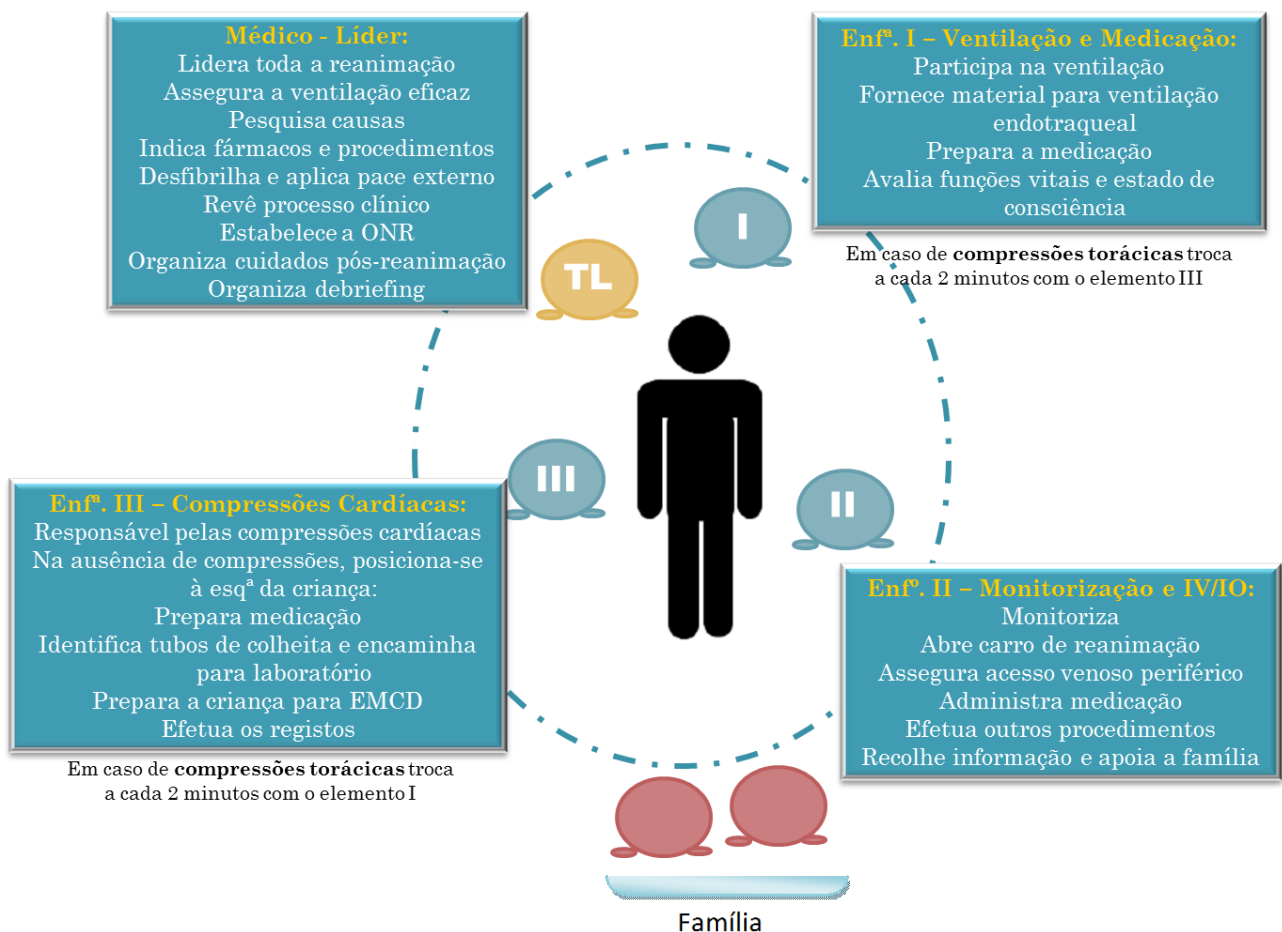 Médico - Líder:
Lidera toda a reanimação
Assegura a ventilação eficaz
Pesquisa causas
Indica fármacos e procedimentos
Desfibrilha e aplica pace externo
Revê processo clínico
Estabelece a ONR
Organiza cuidados pós-reanimação
Organiza debriefing
Enfª. I – Ventilação e Medicação:
Participa na ventilação
Fornece material para ventilação
endotraqueal
Prepara a medicação
Avalia funções vitais e estado de
consciência
Em caso de compressões torácicas troca
a cada 2 minutos com o elemento III
I
TL
III
II
Enfª. III – Compressões Cardíacas:
Responsável pelas compressões cardíacas
Na ausência de compressões, posiciona-se
à esqª da criança:
Prepara medicação
Identifica tubos de colheita e encaminha
para laboratório
Prepara a criança para EMCD
Efetua os registos
Em caso de compressões torácicas troca
a cada 2 minutos com o elemento I
Enfº. II – Monitorização e IV/IO:
Monitoriza
Abre carro de reanimação
Assegura acesso venoso periférico
Administra medicação
Efetua outros procedimentos
Recolhe informação e apoia a família
Família